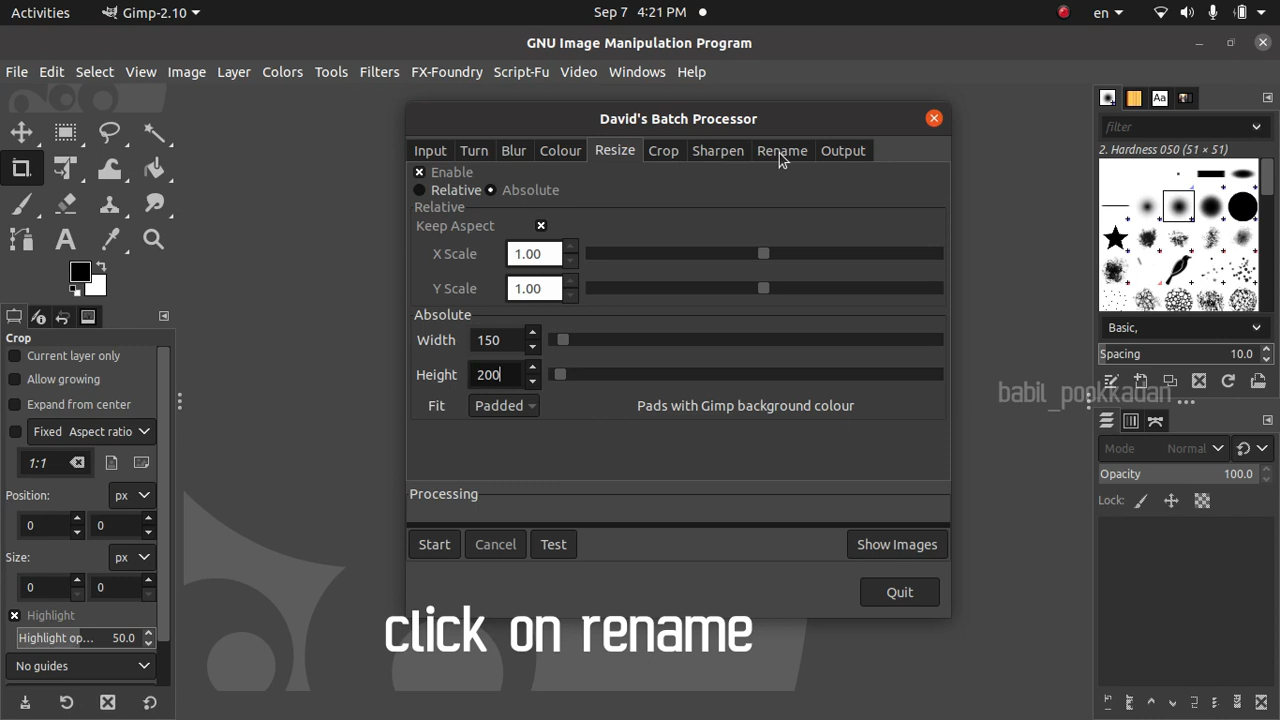 Activities Gimp-2.10 Sep 7 4:21 PM en
GNU Image Manipulation Program
File Edit Select View Image Layer Colors Tools Filters FX-Foundry Script-Fu Video Windows Help
David's Batch Processor
Input Turn Blur Colour Resize Crop Sharpen Rename Output
Enable
Relative Absolute
Relative
Keep Aspect
X Scale 1.00
Y Scale 1.00
Absolute
Width 150
Height 200
Fit Padded Pads with Gimp background colour
Processing
Start Cancel Test Show Images
Quit
click on rename
Crop
Current layer only
Allow growing
Expand from center
Fixed Aspect ratio
1:1
Position: px
0 0
Size: px
0 0
Highlight
Highlight op... 50.0
No guides
Aa
filter
2. Hardness 050 (51 × 51)
Basic,
Spacing 10.0
babil_pookkadan
Mode Normal
Opacity 100.0
Lock: